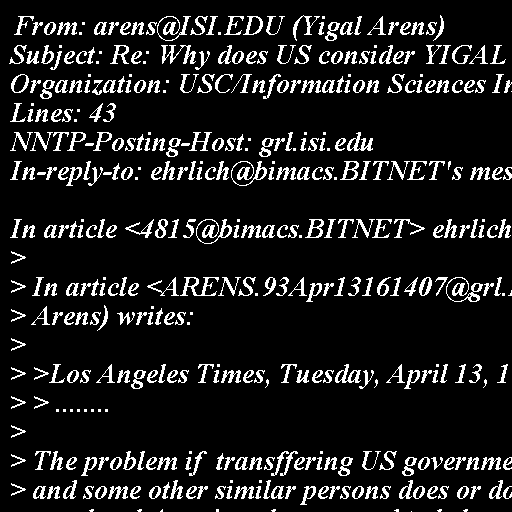 From: arens@ISI.EDU (Yigal Arens)
Subject: Re: Why does US consider YIGAL
Organization: USC/Information Sciences In
Lines: 43
NNTP-Posting-Host: grl.isi.edu
In-reply-to: ehrlich@bimacs.BITNET's mes
In article <4815@bimacs.BITNET> ehrlich
>
> In article <ARENS.93Apr13161407@grl.
> Arens) writes:
>
> >Los Angeles Times, Tuesday, April 13, 1
> > ........
>
> The problem if  transffering US governme
> and some other similar persons does or do